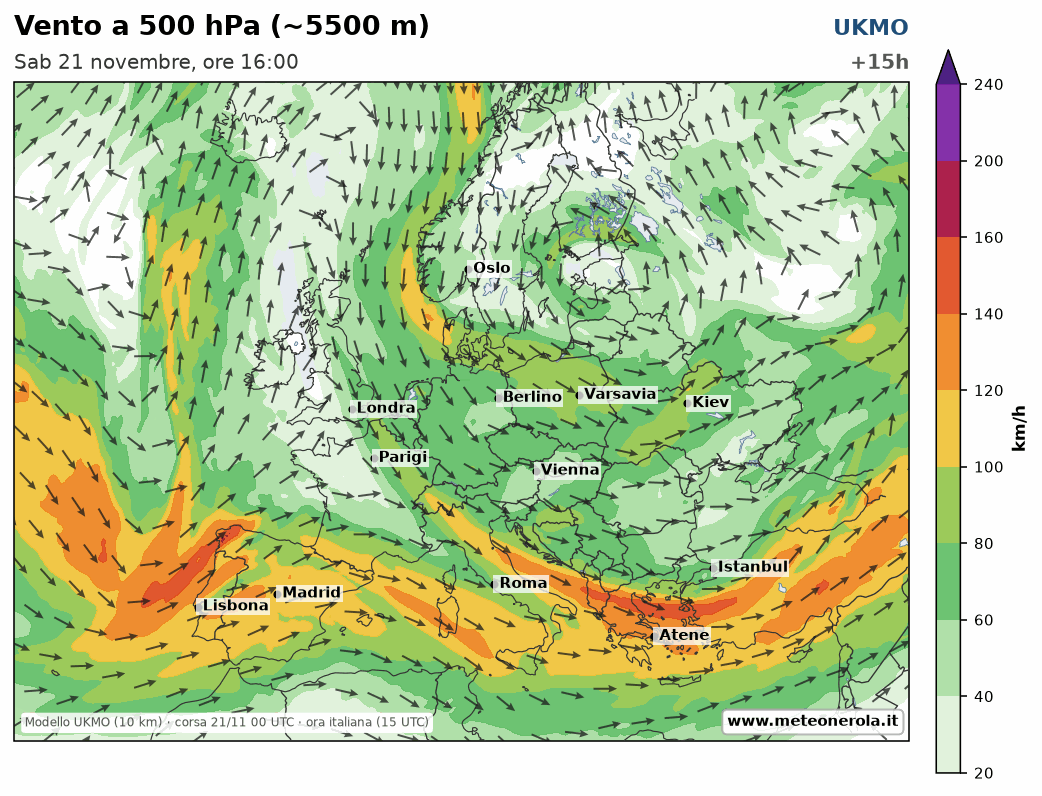 Vento a 500 hPa (~5500 m)
UKMO
Sab 21 novembre, ore 16:00
+15h
240
200
160
140
120
100
80
60
40
20
km/h
Oslo
Berlino
Varsavia
Kiev
Londra
Parigi
Vienna
Istanbul
Roma
Madrid
Lisbona
Atene
Modello UKMO (10 km) · corsa 21/11 00 UTC · ora italiana (15 UTC)
www.meteonerola.it